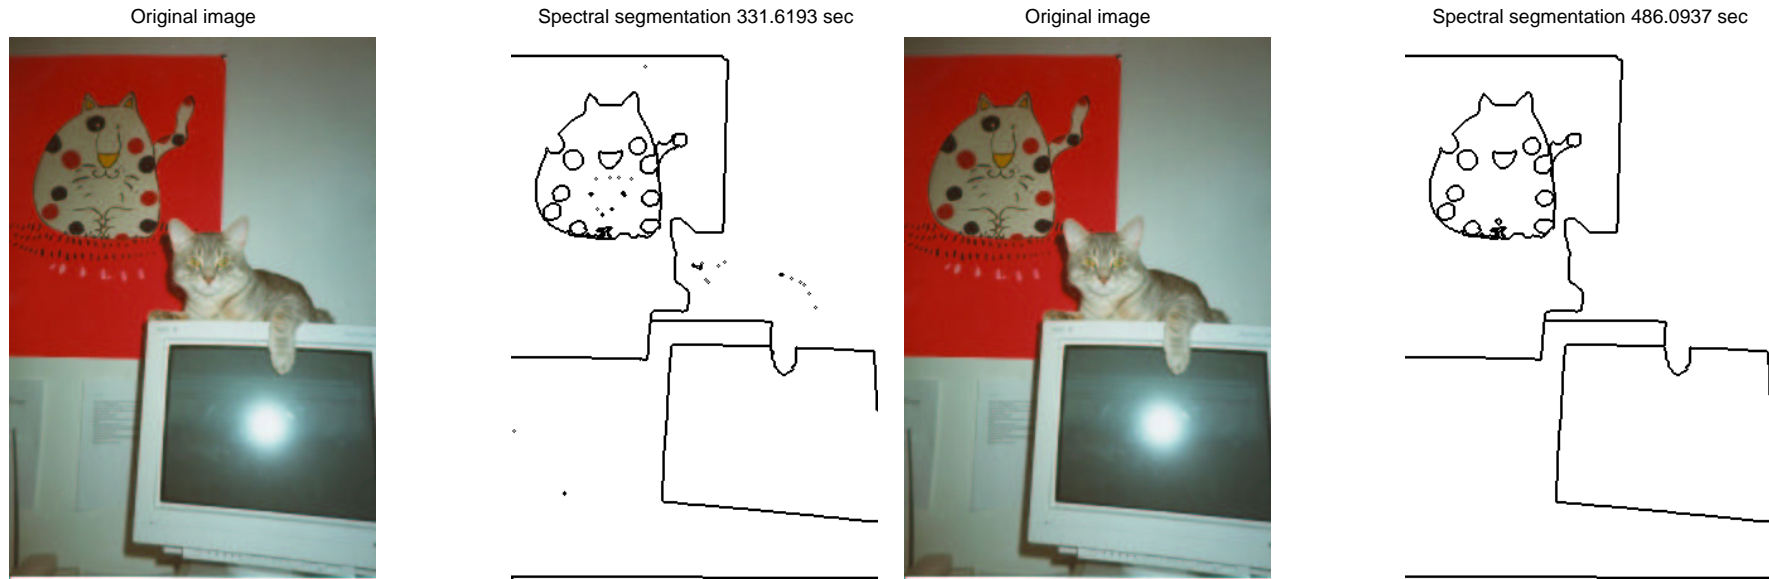 Original image
Spectral segmentation 331.6193 sec
Original image
Spectral segmentation 486.0937 sec